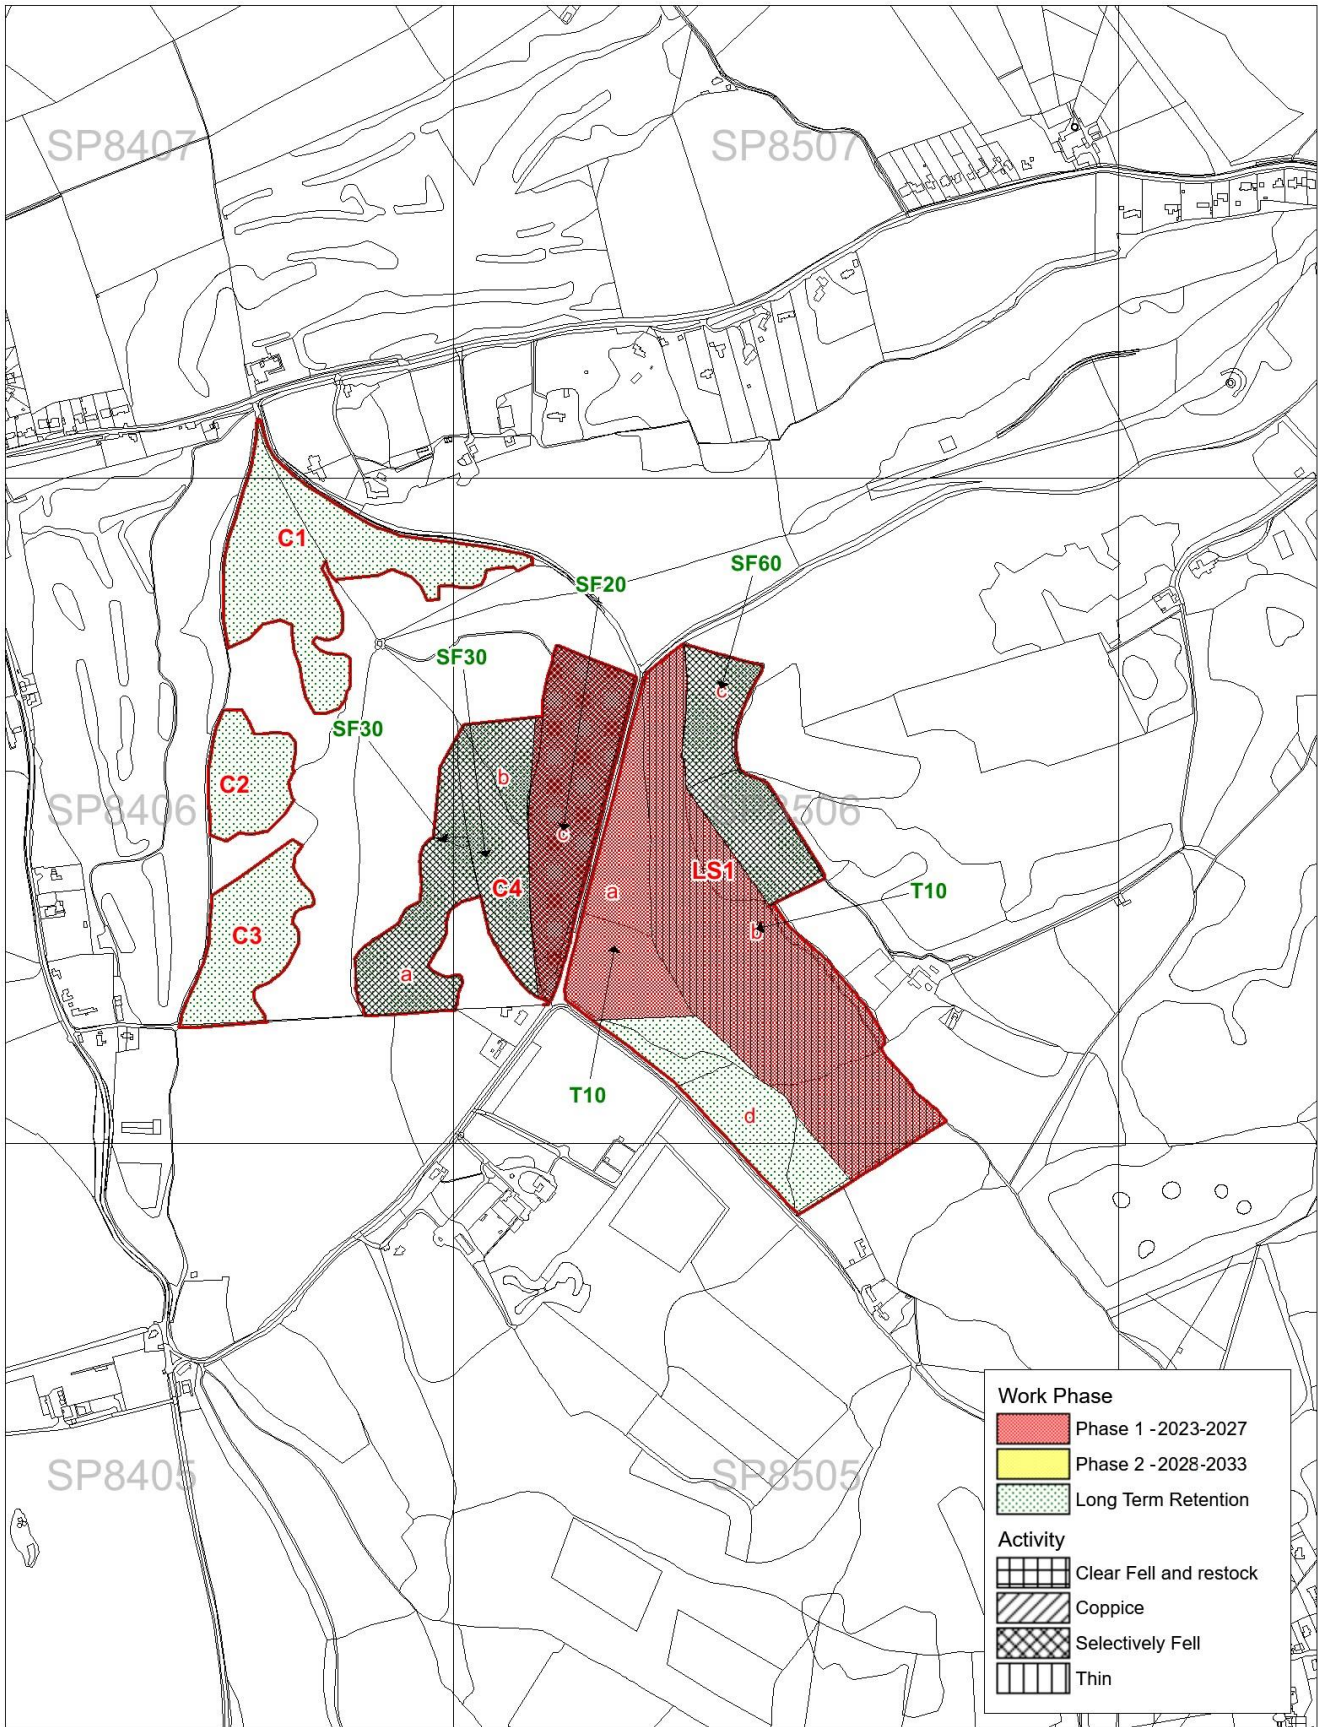 SP8407
SP8507
C1
SF60
SF20
SF30
c
SF30
b
C2
SP8406
SP8506
c
LS1
C4
a
T10
C3
b
a
T10
d
SP8405
SP8505
Work Phase
Phase 1 -2023-2027
Phase 2 -2028-2033
Long Term Retention
Activity
Clear Fell and restock
Coppice
Selectively Fell
Thin